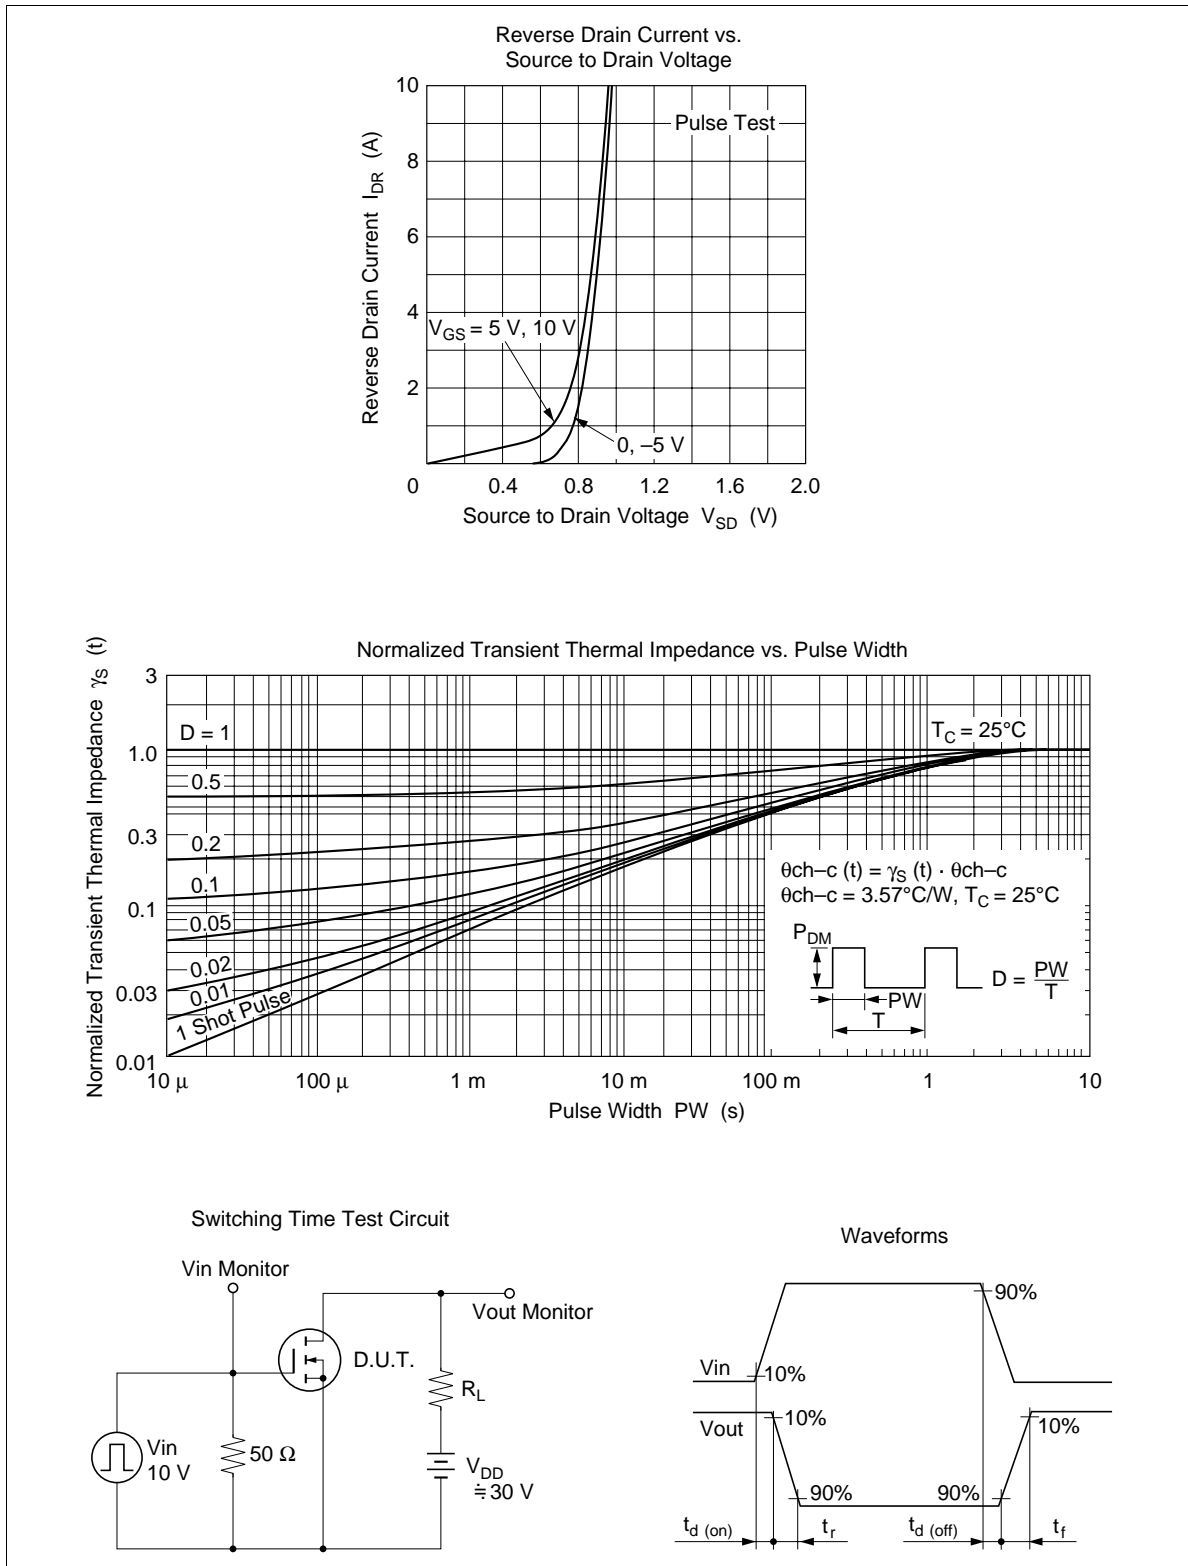 Reverse Drain Current vs.
Source to Drain Voltage
Reverse Drain Current I_DR (A)
10
8
6
4
2
0
0.4
0.8
1.2
1.6
2.0
Pulse Test
V_GS = 5 V, 10 V
0, –5 V
Source to Drain Voltage V_SD (V)
Normalized Transient Thermal Impedance vs. Pulse Width
Normalized Transient Thermal Impedance γ_S (t)
3
1.0
0.3
0.1
0.03
0.01
D = 1
0.5
0.2
0.1
0.05
0.02
0.01
1 Shot Pulse
T_C = 25°C
θch–c (t) = γ_S (t) · θch–c
θch–c = 3.57°C/W, T_C = 25°C
P_DM
PW
T
D = PW/T
10 µ
100 µ
1 m
10 m
100 m
1
10
Pulse Width PW (s)
Switching Time Test Circuit
Vin Monitor
Vout Monitor
D.U.T.
R_L
Vin
10 V
50 Ω
V_DD
≒ 30 V
Waveforms
90%
Vin
10%
Vout
10%
10%
90%
90%
t_d (on)
t_r
t_d (off)
t_f